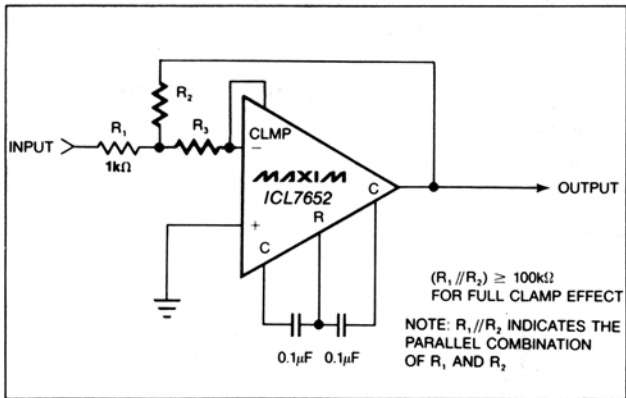 R2
R1
R3
INPUT
1kΩ
CLMP
−
MAXIM
ICL7652
C
R
+
C
OUTPUT
0.1μF 0.1μF
(R1//R2) ≥ 100kΩ
FOR FULL CLAMP EFFECT
NOTE: R1//R2 INDICATES THE
PARALLEL COMBINATION
OF R1 AND R2